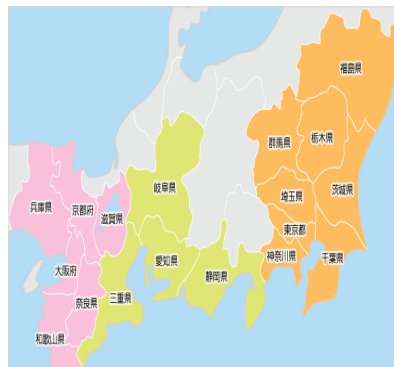 福島県
群馬県
栃木県
岐阜県
埼玉県
茨城県
兵庫県
京都府
滋賀県
東京都
大阪府
愛知県
静岡県
神奈川県
千葉県
奈良県
三重県
和歌山県